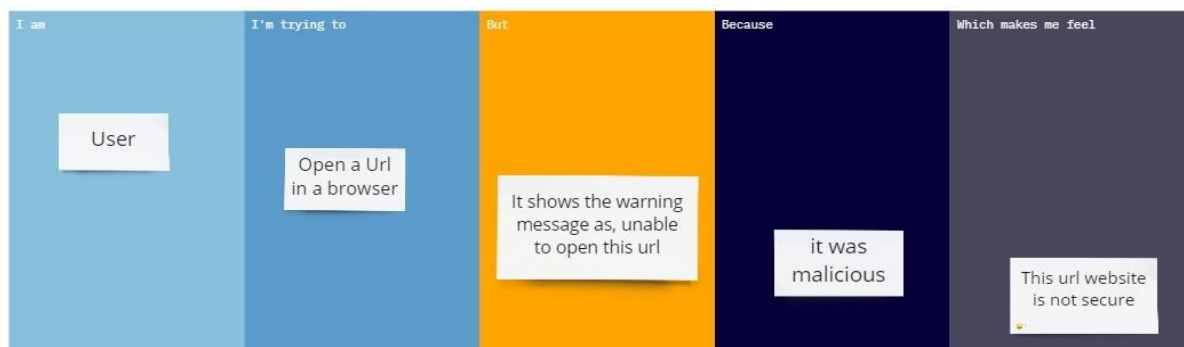 I am
I'm trying to
But
Because
Which makes me feel
User
Open a Url
in a browser
It shows the warning
message as, unable
to open this url
it was
malicious
This url website
is not secure